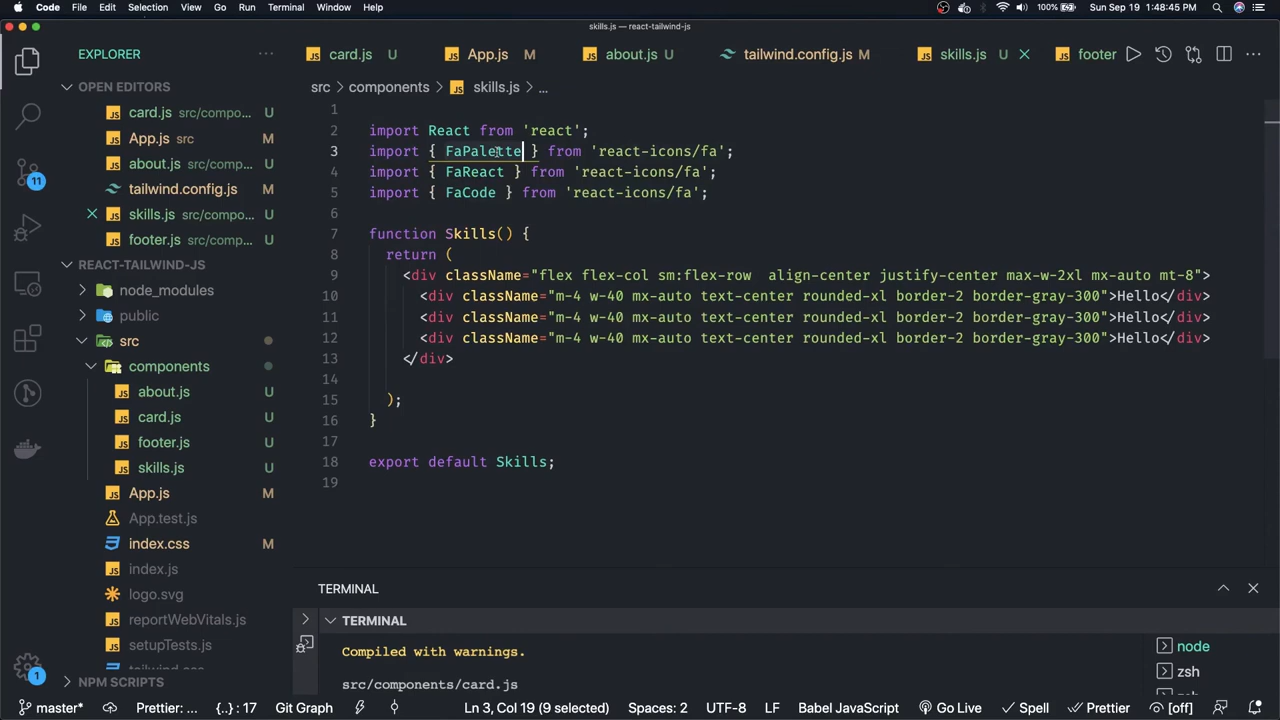 Code File Edit Selection View Go Run Terminal Window Help 100% Sun Sep 19 1:48:45 PM
skills.js — react-tailwind-js
EXPLORER ···
card.js U App.js M about.js U tailwind.config.js M skills.js U footer
OPEN EDITORS
src > components > skills.js > ...
card.js src/compo... U
App.js src M
about.js src/compo... U
tailwind.config.js M
skills.js src/compo... U
footer.js src/comp... U
REACT-TAILWIND-JS
node_modules
public
src
components
about.js U
card.js U
footer.js U
skills.js U
App.js M
App.test.js
index.css M
index.js
logo.svg
reportWebVitals.js
setupTests.js
tailwind.css
NPM SCRIPTS
11
1
1
2 import React from 'react';
3 import { FaPalette } from 'react-icons/fa';
4 import { FaReact } from 'react-icons/fa';
5 import { FaCode } from 'react-icons/fa';
6
7 function Skills() {
8 return (
9 <div className="flex flex-col sm:flex-row  align-center justify-center max-w-2xl mx-auto mt-8">
10 <div className="m-4 w-40 mx-auto text-center rounded-xl border-2 border-gray-300">Hello</div>
11 <div className="m-4 w-40 mx-auto text-center rounded-xl border-2 border-gray-300">Hello</div>
12 <div className="m-4 w-40 mx-auto text-center rounded-xl border-2 border-gray-300">Hello</div>
13 </div>
14
15 );
16 }
17
18 export default Skills;
19
TERMINAL
TERMINAL
Compiled with warnings.
src/components/card.js
node
zsh
master* Prettier: ... {..} : 17 Git Graph Ln 3, Col 19 (9 selected) Spaces: 2 UTF-8 LF Babel JavaScript Go Live Spell Prettier [off]